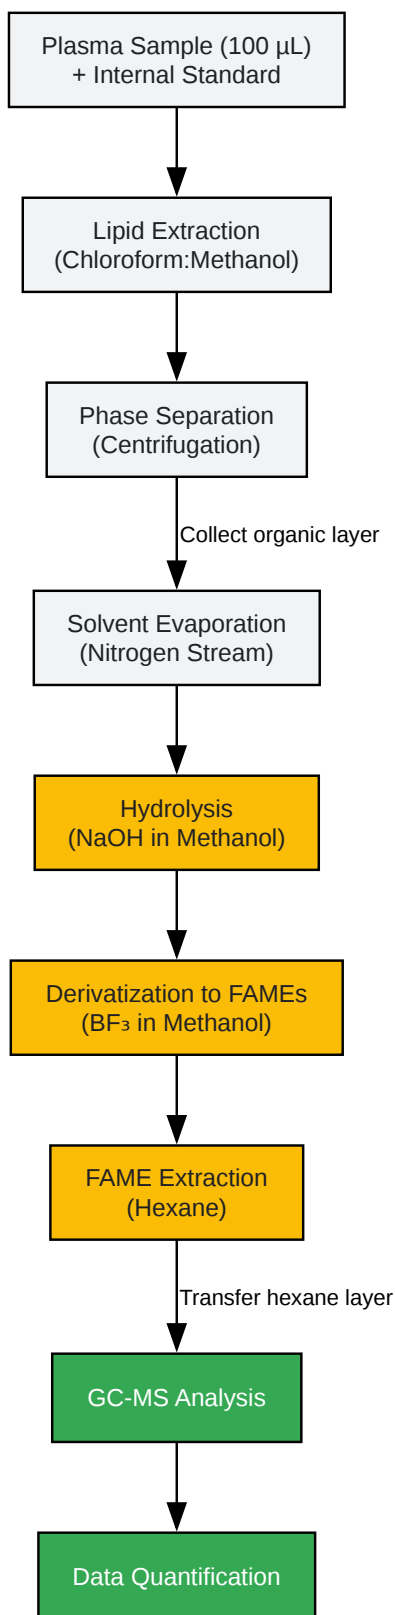 Plasma Sample (100 µL)
+ Internal Standard
Lipid Extraction
(Chloroform:Methanol)
Phase Separation
(Centrifugation)
Collect organic layer
Solvent Evaporation
(Nitrogen Stream)
Hydrolysis
(NaOH in Methanol)
Derivatization to FAMEs
(BF₃ in Methanol)
FAME Extraction
(Hexane)
Transfer hexane layer
GC-MS Analysis
Data Quantification